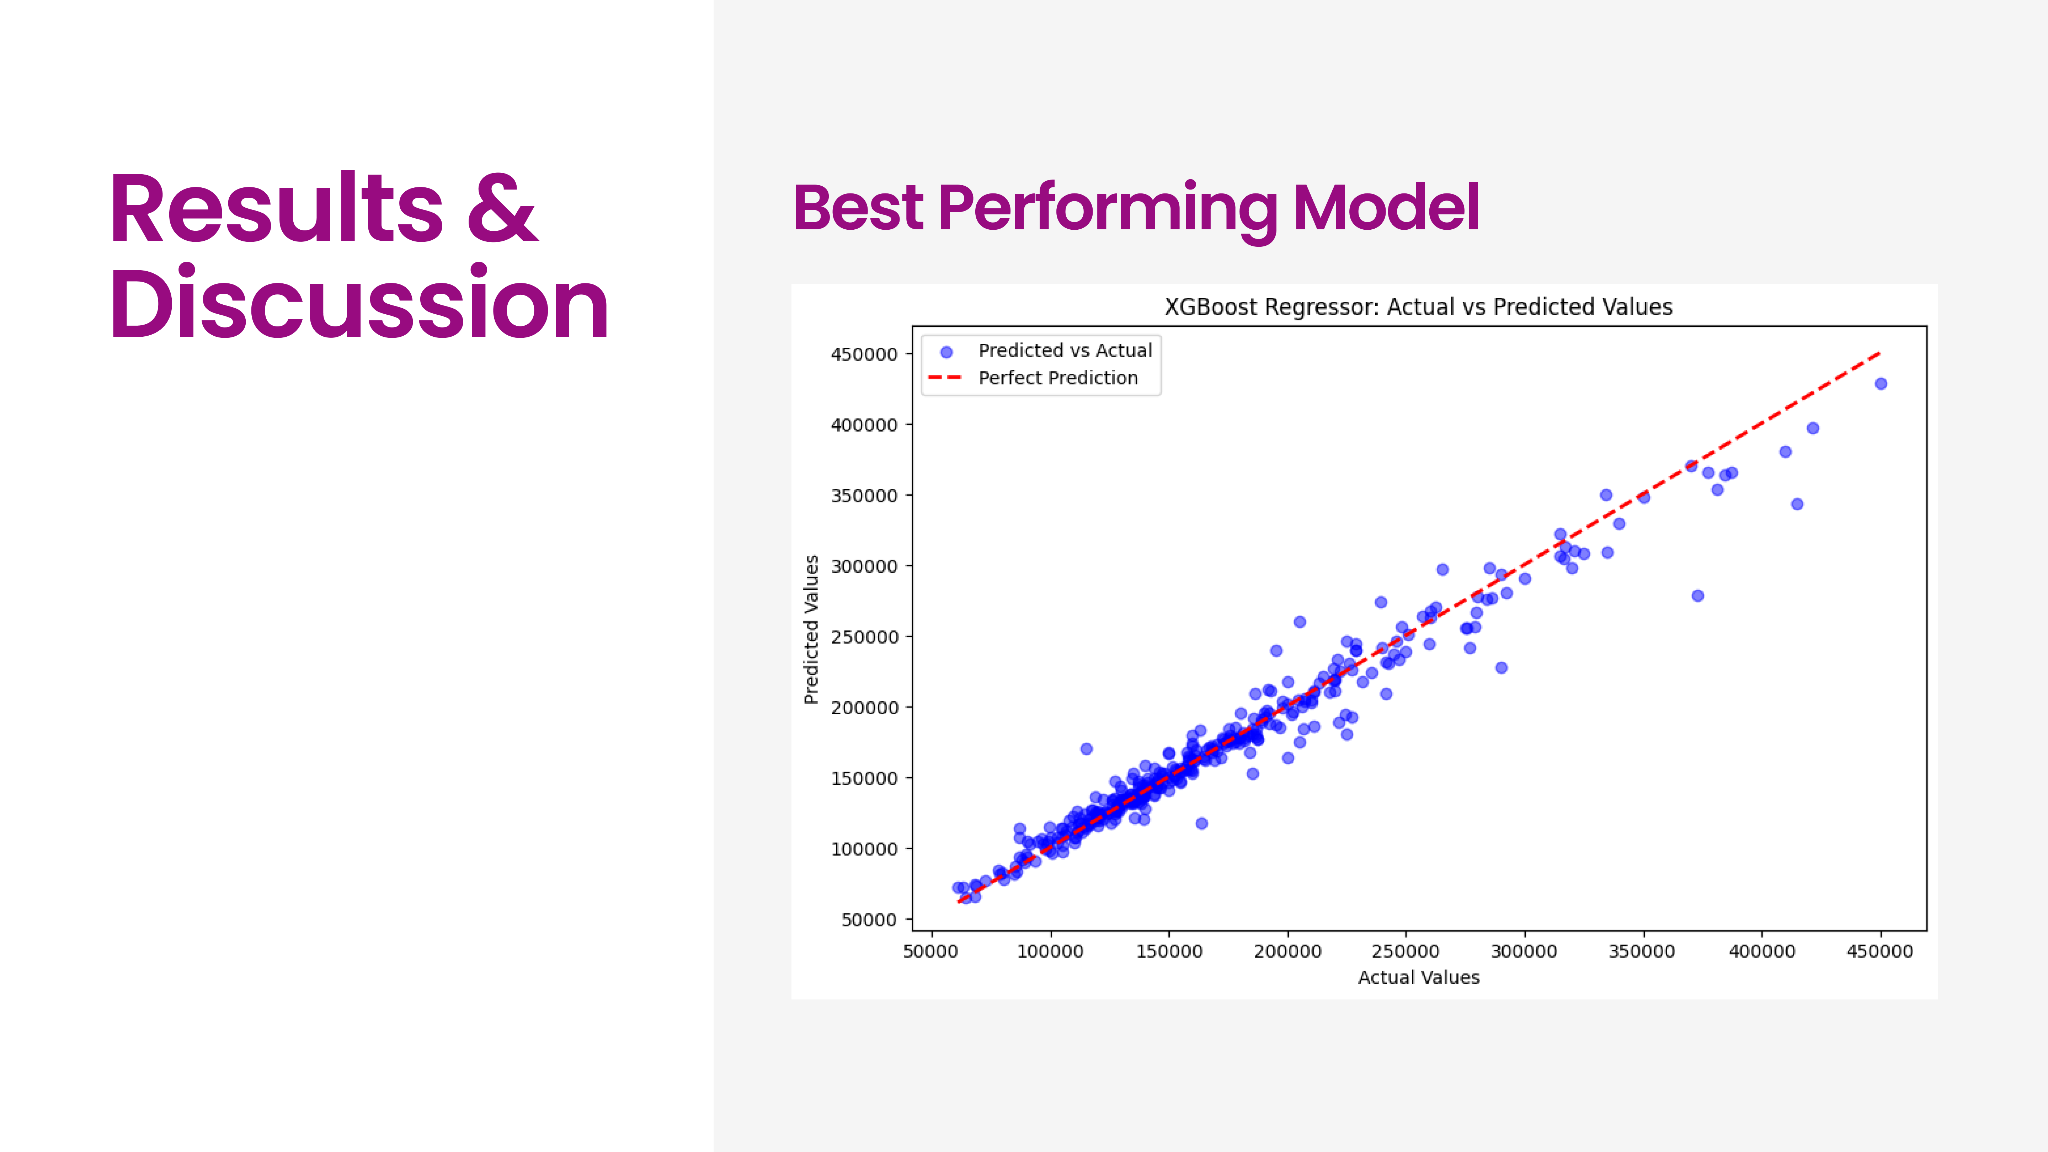 Results &
Discussion
Best Performing Model
XGBoost Regressor: Actual vs Predicted Values
Predicted vs Actual
Perfect Prediction
450000
400000
350000
300000
250000
200000
150000
100000
50000
Predicted Values
50000 100000 150000 200000 250000 300000 350000 400000 450000
Actual Values